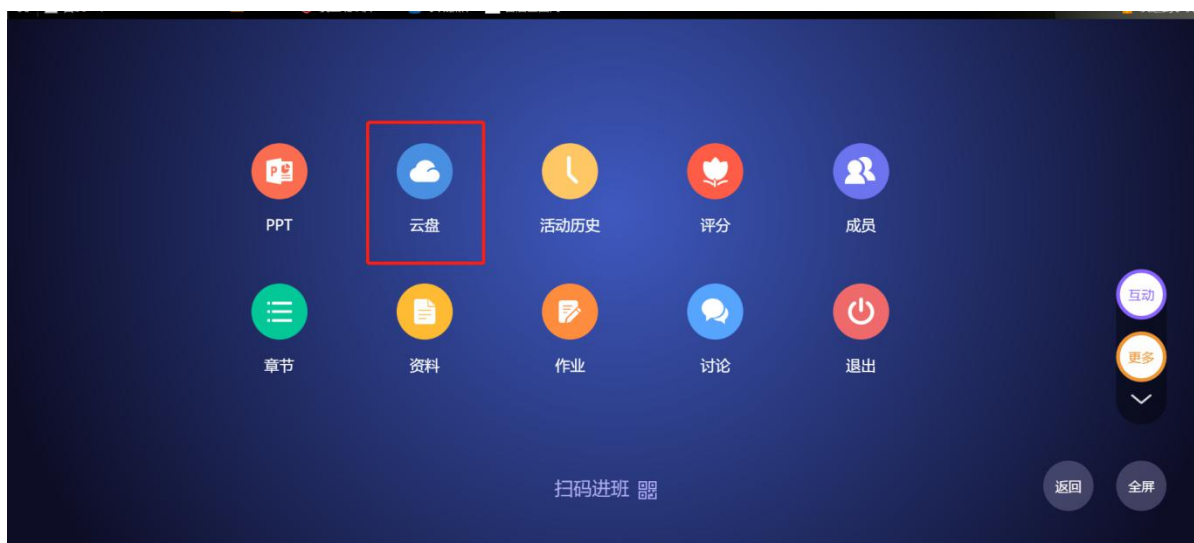 PPT 云盘 活动历史 评分 成员
章节 资料 作业 讨论 退出
互动
更多
扫码进班
返回 全屏